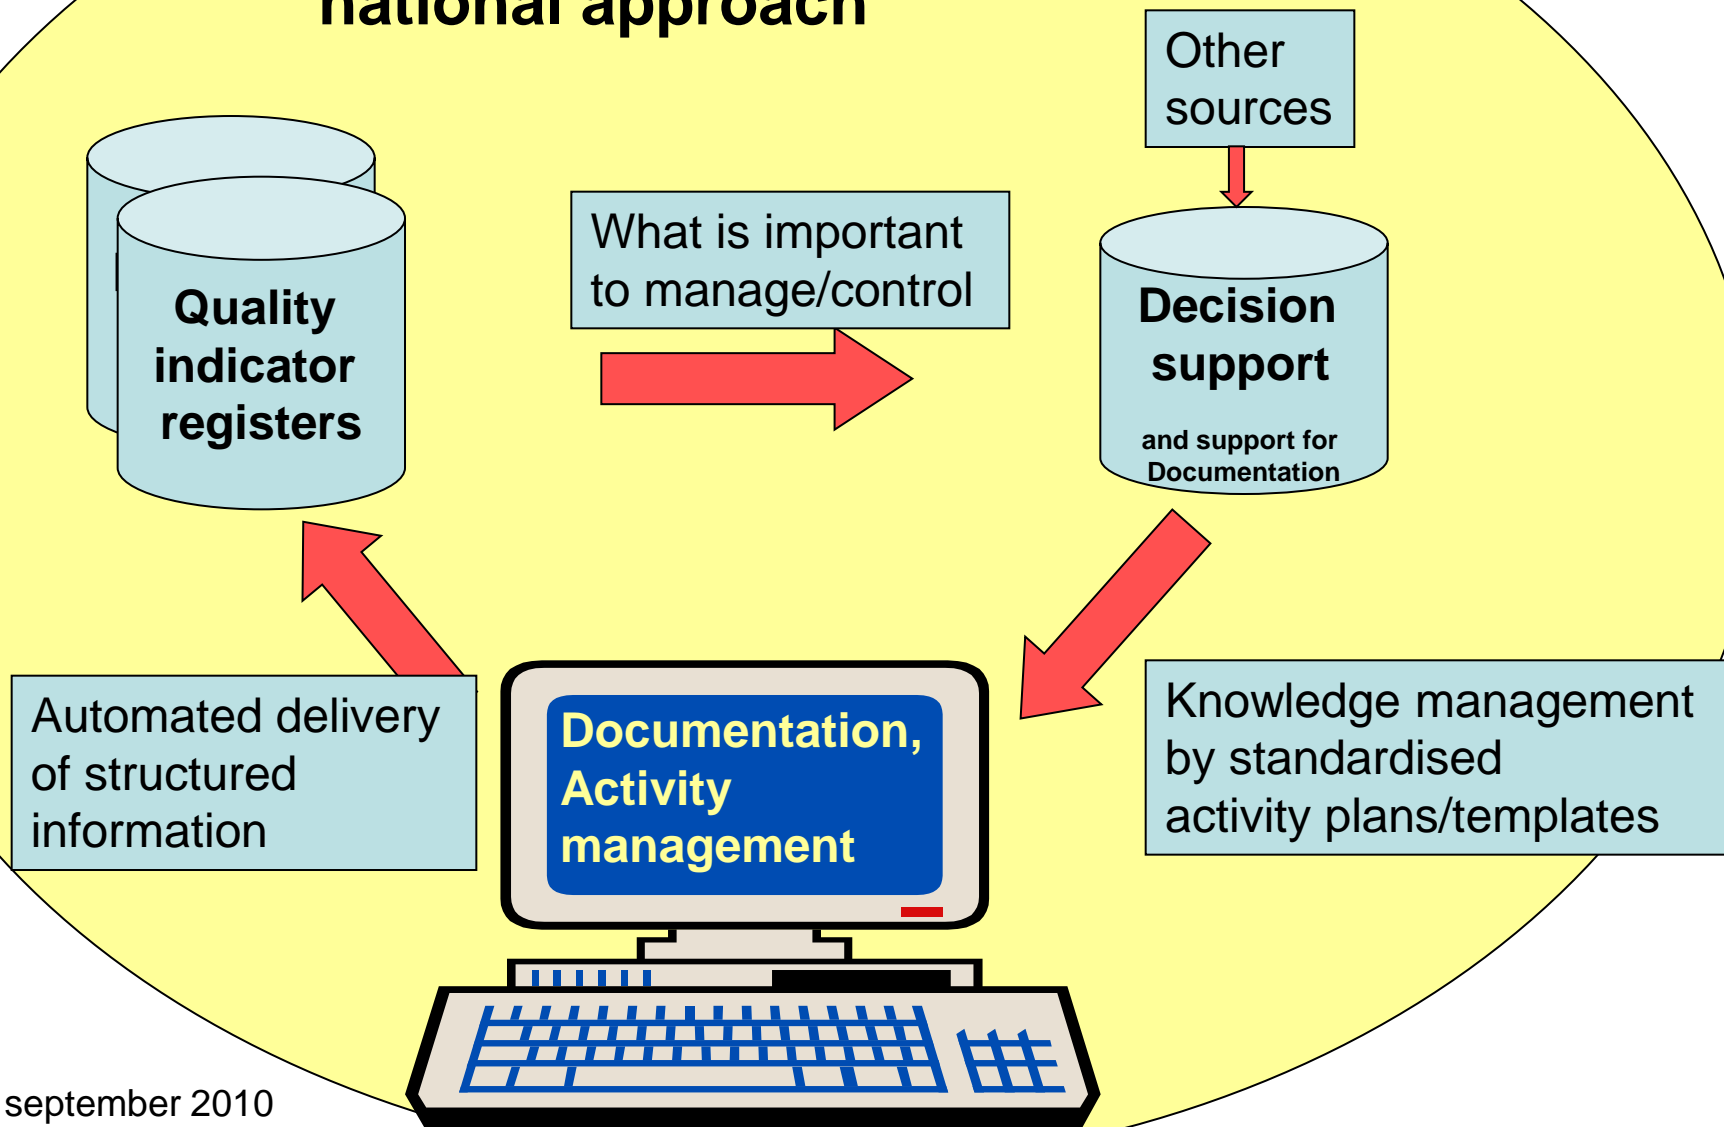 national approach
Other
sources
What is important
to manage/control
Quality
indicator
registers
Decision
support
and support for
Documentation
Automated delivery
of structured
information
Documentation,
Activity
management
Knowledge management
by standardised
activity plans/templates
september 2010